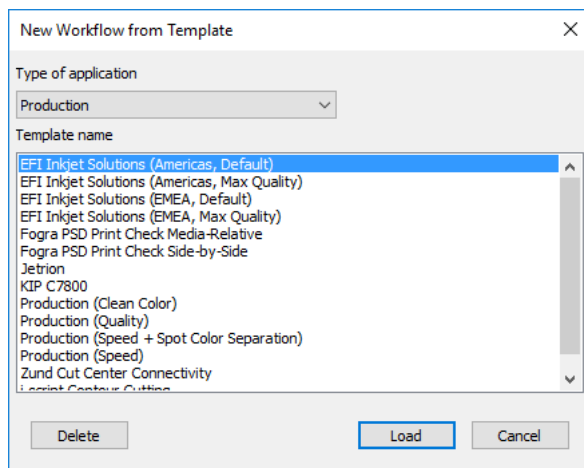 New Workflow from Template
Type of application
Production
Template name
EFI Inkjet Solutions (Americas, Default)
EFI Inkjet Solutions (Americas, Max Quality)
EFI Inkjet Solutions (EMEA, Default)
EFI Inkjet Solutions (EMEA, Max Quality)
Fogra PSD Print Check Media-Relative
Fogra PSD Print Check Side-by-Side
Jetrion
KIP C7800
Production (Clean Color)
Production (Quality)
Production (Speed + Spot Color Separation)
Production (Speed)
Zund Cut Center Connectivity
i-script Contour Cutting
Delete
Load
Cancel